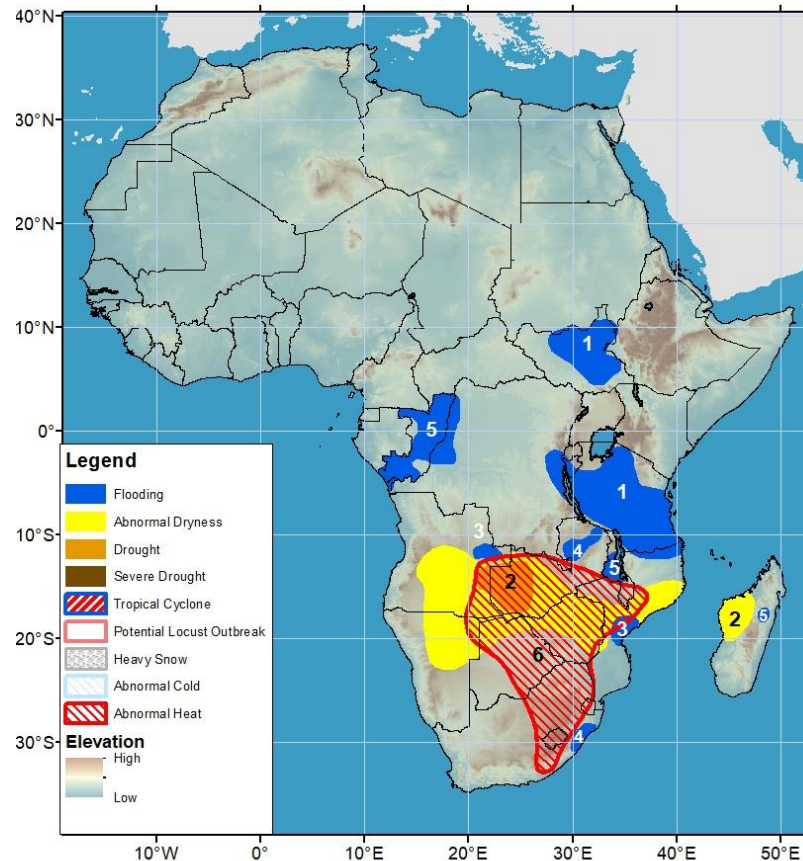 40°N
30°N
20°N
10°N
0°
10°S
20°S
30°S
10°W
0°
10°E
20°E
30°E
40°E
50°E
1
5
1
3
4
5
2
2
5
3
6
4
Legend
Flooding
Abnormal Dryness
Drought
Severe Drought
Tropical Cyclone
Potential Locust Outbreak
Heavy Snow
Abnormal Cold
Abnormal Heat
Elevation
High
Low